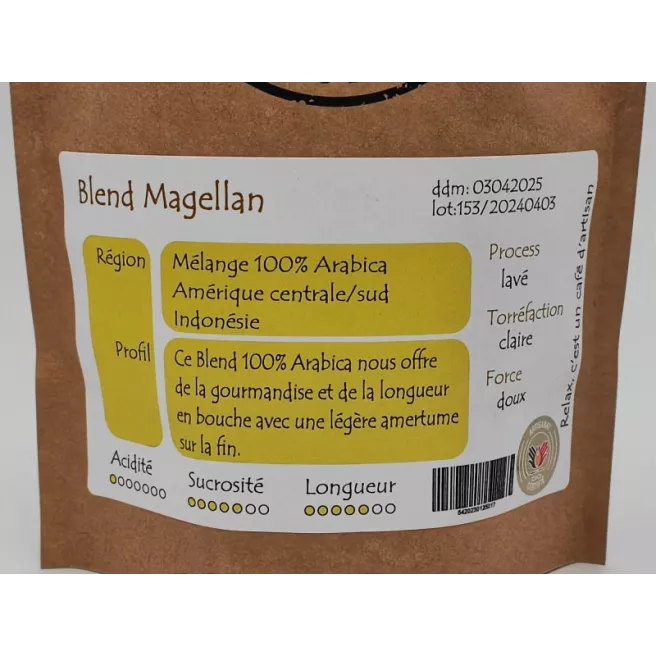 Blend Magellan
ddm: 03042025
lot:153/20240403
Région
Mélange 100% Arabica
Amérique centrale/sud
Indonésie
Profil
Ce Blend 100% Arabica nous offre
de la gourmandise et de la longueur
en bouche avec une légère amertume
sur la fin.
Process
lavé
Torréfaction
claire
Force
doux
Relax, c'est un café d'artisan
Acidité
Sucrosité
Longueur